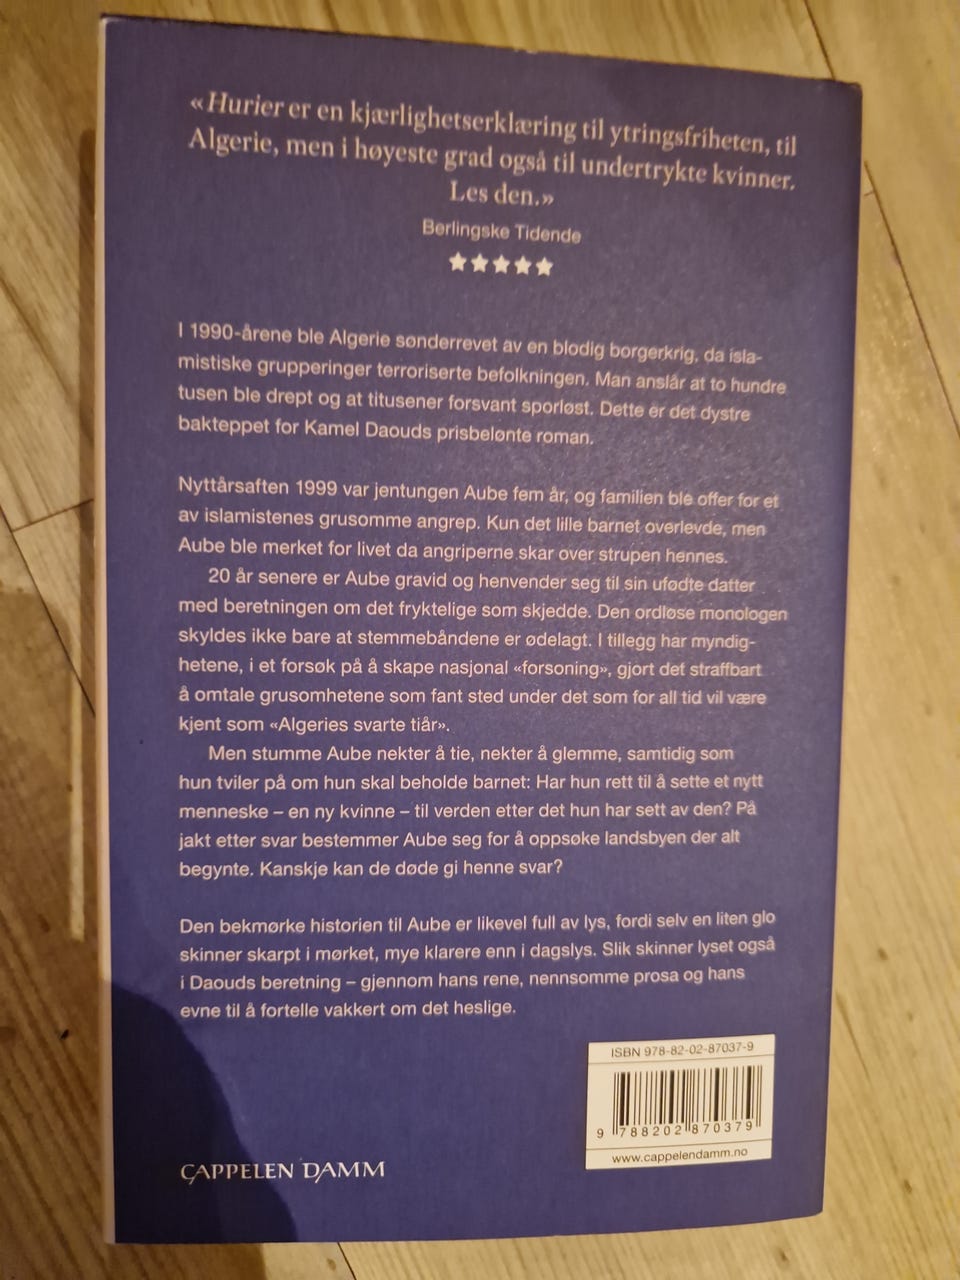 «Hurier er en kjærlighetserklæring til ytringsfriheten, til
Algerie, men i høyeste grad også til undertrykte kvinner.
Les den.»
Berlingske Tidende
★★★★★
I 1990-årene ble Algerie sønderrevet av en blodig borgerkrig, da isla-
mistiske grupperinger terroriserte befolkningen. Man anslår at to hundre
tusen ble drept og at titusener forsvant sporløst. Dette er det dystre
bakteppet for Kamel Daouds prisbelønte roman.
Nyttårsaften 1999 var jentungen Aube fem år, og familien ble offer for et
av islamistenes grusomme angrep. Kun det lille barnet overlevde, men
Aube ble merket for livet da angriperne skar over strupen hennes.
20 år senere er Aube gravid og henvender seg til sin ufødte datter
med beretningen om det fryktelige som skjedde. Den ordløse monologen
skyldes ikke bare at stemmebåndene er ødelagt. I tillegg har myndig-
hetene, i et forsøk på å skape nasjonal «forsoning», gjort det straffbart
å omtale grusomhetene som fant sted under det som for all tid vil være
kjent som «Algeries svarte tiår».
Men stumme Aube nekter å tie, nekter å glemme, samtidig som
hun tviler på om hun skal beholde barnet: Har hun rett til å sette et nytt
menneske – en ny kvinne – til verden etter det hun har sett av den? På
jakt etter svar bestemmer Aube seg for å oppsøke landsbyen der alt
begynte. Kanskje kan de døde gi henne svar?
Den bekmørke historien til Aube er likevel full av lys, fordi selv en liten glo
skinner skarpt i mørket, mye klarere enn i dagslys. Slik skinner lyset også
i Daouds beretning – gjennom hans rene, nennsomme prosa og hans
evne til å fortelle vakkert om det heslige.
ISBN 978-82-02-87037-9
9 788202 870379
www.cappelendamm.no
CAPPELEN DAMM